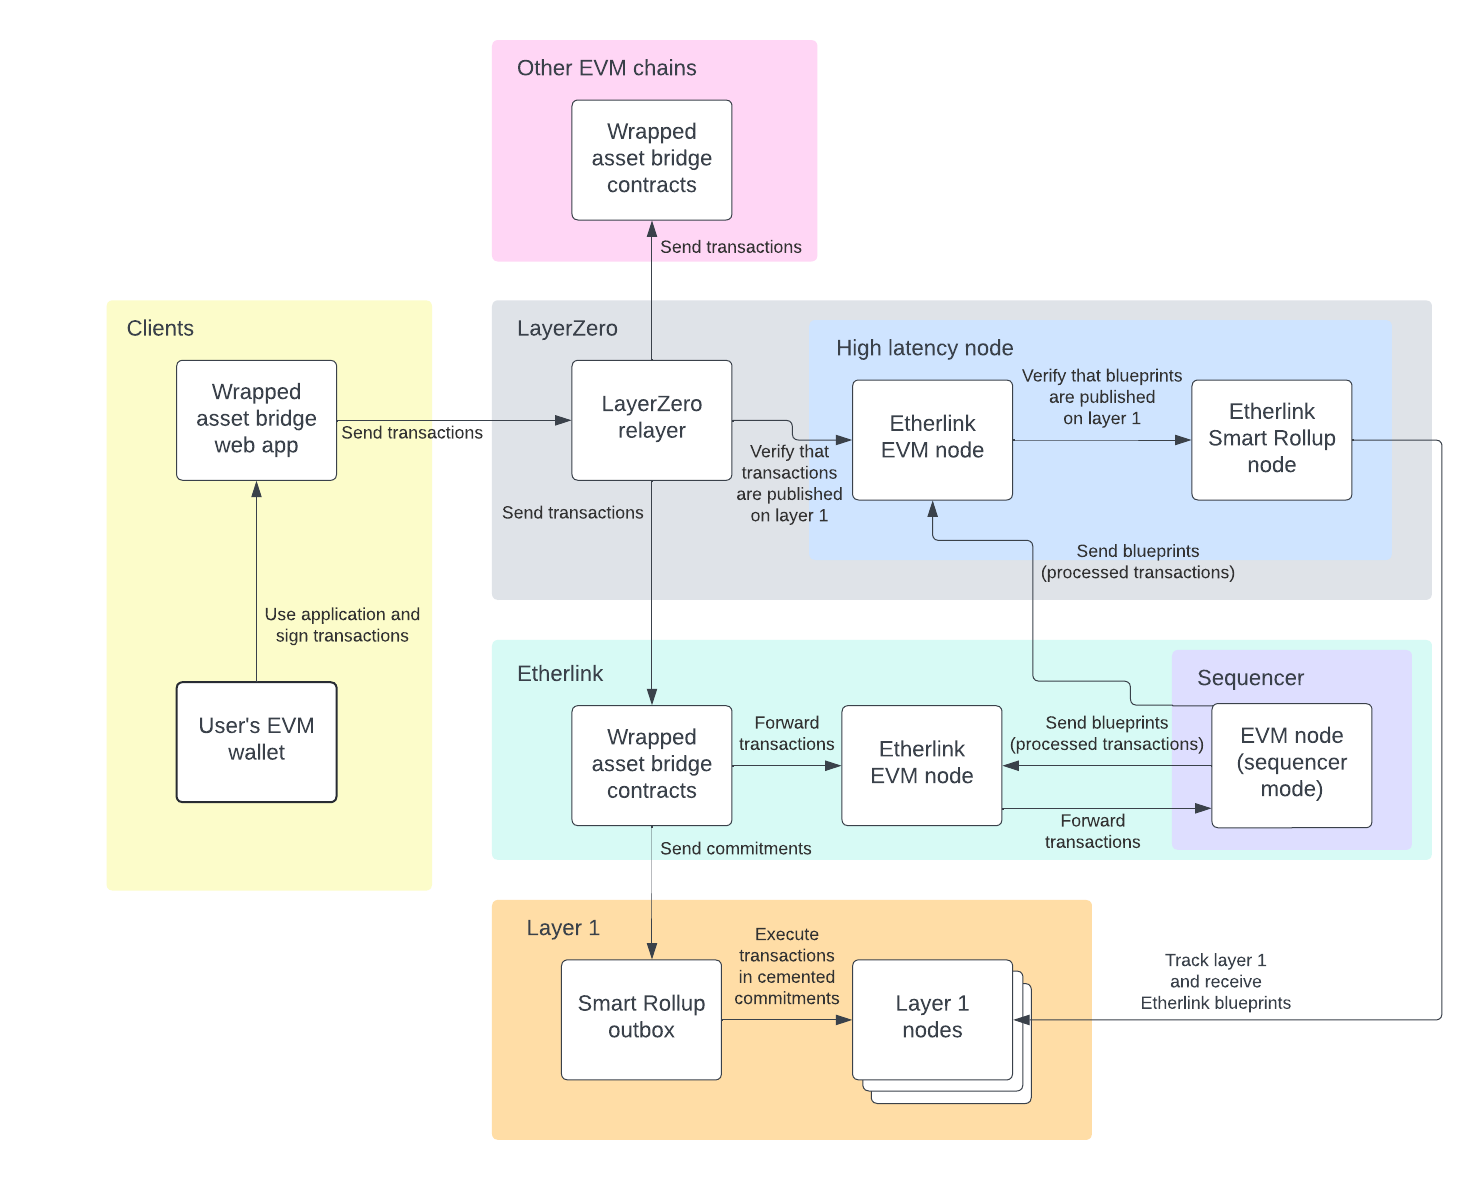 Other EVM chains
Wrapped
asset bridge
contracts
Send transactions
Clients
Wrapped
asset bridge
web app
Send transactions
Use application and
sign transactions
User's EVM
wallet
LayerZero
LayerZero
relayer
Send transactions
Verify that
transactions
are published
on layer 1
High latency node
Etherlink
EVM node
Verify that blueprints
are published
on layer 1
Etherlink
Smart Rollup
node
Send blueprints
(processed transactions)
Etherlink
Wrapped
asset bridge
contracts
Forward
transactions
Etherlink
EVM node
Send blueprints
(processed transactions)
Forward
transactions
Sequencer
EVM node
(sequencer
mode)
Send commitments
Layer 1
Smart Rollup
outbox
Execute
transactions
in cemented
commitments
Layer 1
nodes
Track layer 1
and receive
Etherlink blueprints